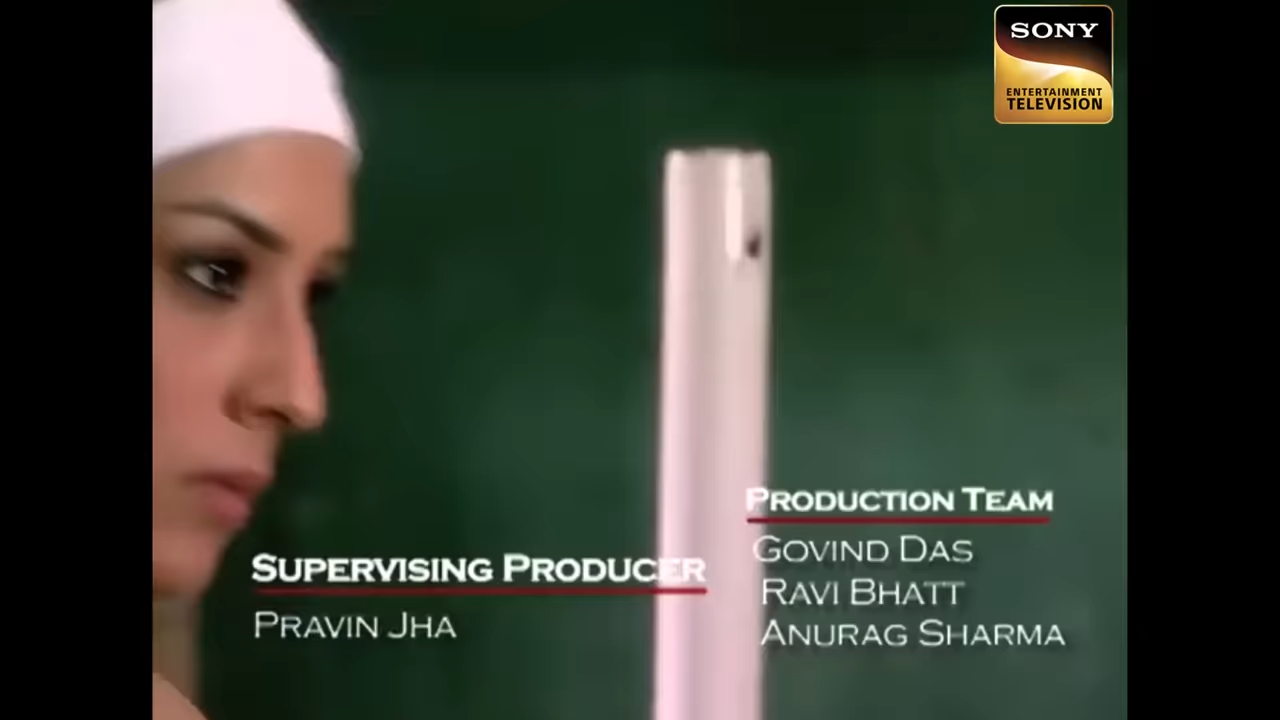 SONY
ENTERTAINMENT
TELEVISION
SUPERVISING PRODUCER
PRAVIN JHA
PRODUCTION TEAM
GOVIND DAS
RAVI BHATT
ANURAG SHARMA